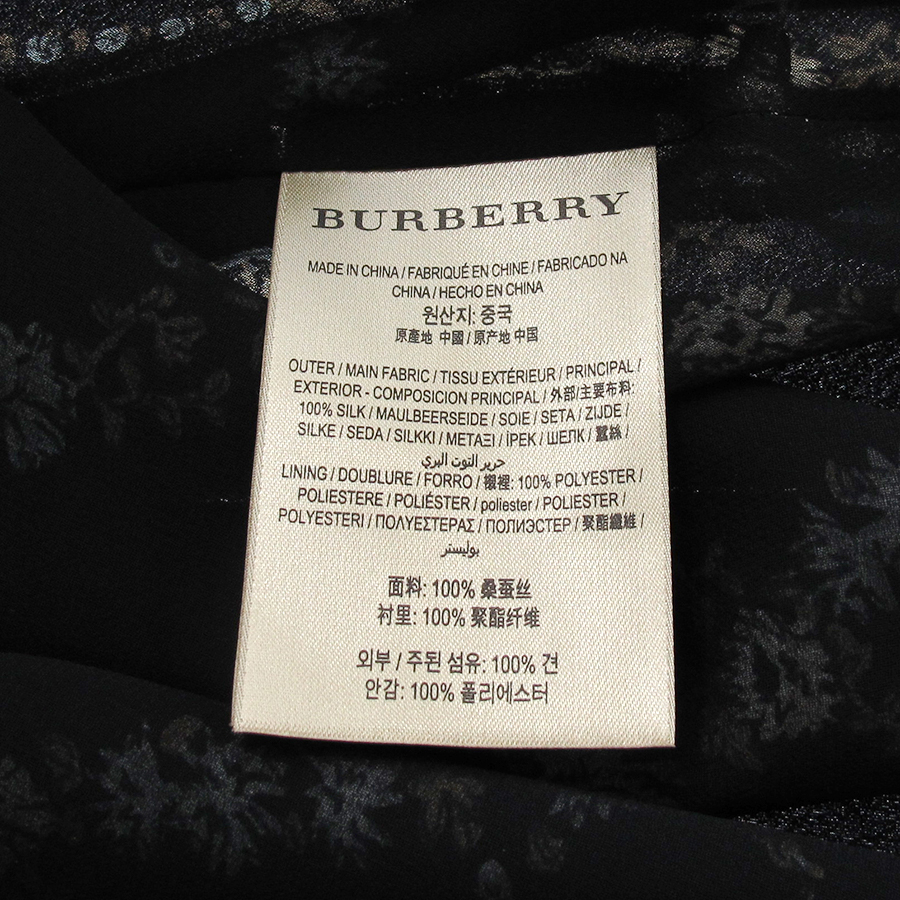 BURBERRY
MADE IN CHINA / FABRIQUÉ EN CHINE / FABRICADO NA
CHINA / HECHO EN CHINA
원산지: 중국
原產地 中國 / 原产地 中国
OUTER / MAIN FABRIC / TISSU EXTÉRIEUR / PRINCIPAL /
EXTERIOR - COMPOSICION PRINCIPAL / 外部/主要布料:
100% SILK / MAULBEERSEIDE / SOIE / SETA / ZIJDE /
SILKE / SEDA / SILKKI / ΜΕΤΑΞΙ / İPEK / ШЕЛК / 蠶絲 /
حرير التوت البري
LINING / DOUBLURE / FORRO / 襯裡: 100% POLYESTER /
POLIESTERE / POLIÉSTER / poliester / POLIESTER /
POLYESTERI / ΠΟΛΥΕΣΤΕΡΑΣ / ПОЛИЭСТЕР / 聚酯纖維 /
بوليستر
面料: 100% 桑蚕丝
衬里: 100% 聚酯纤维
외부 / 주된 섬유: 100% 견
안감: 100% 폴리에스터